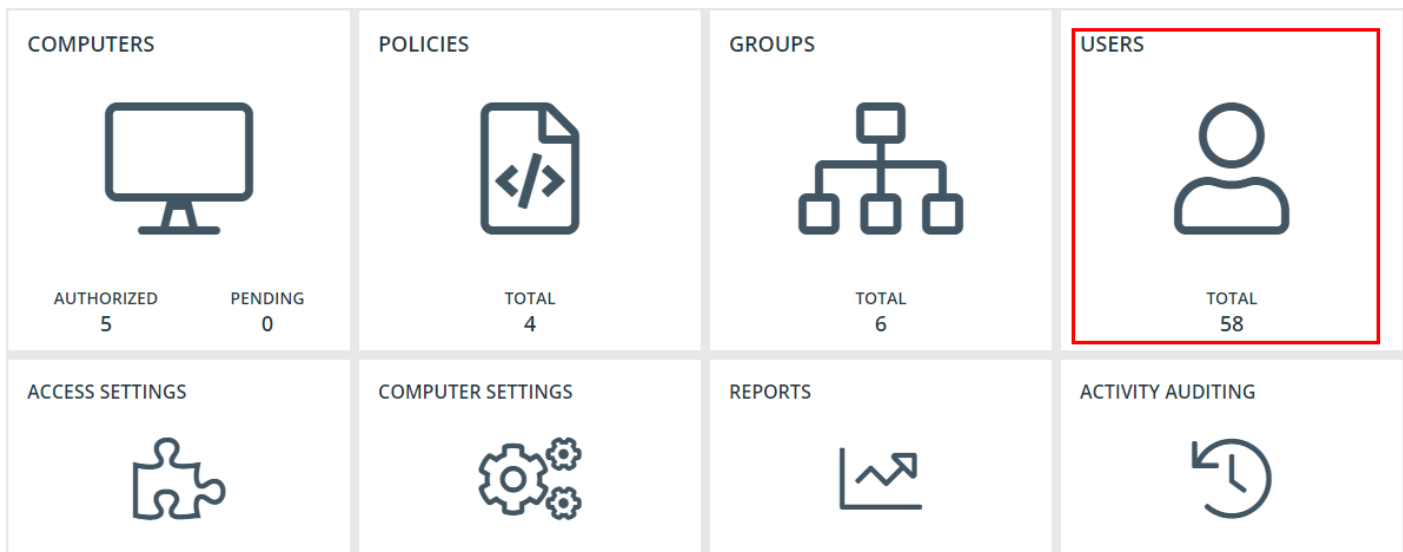 COMPUTERS
POLICIES
GROUPS
USERS
</>
AUTHORIZED
PENDING
TOTAL
TOTAL
TOTAL
5
0
4
6
58
ACCESS SETTINGS
COMPUTER SETTINGS
REPORTS
ACTIVITY AUDITING